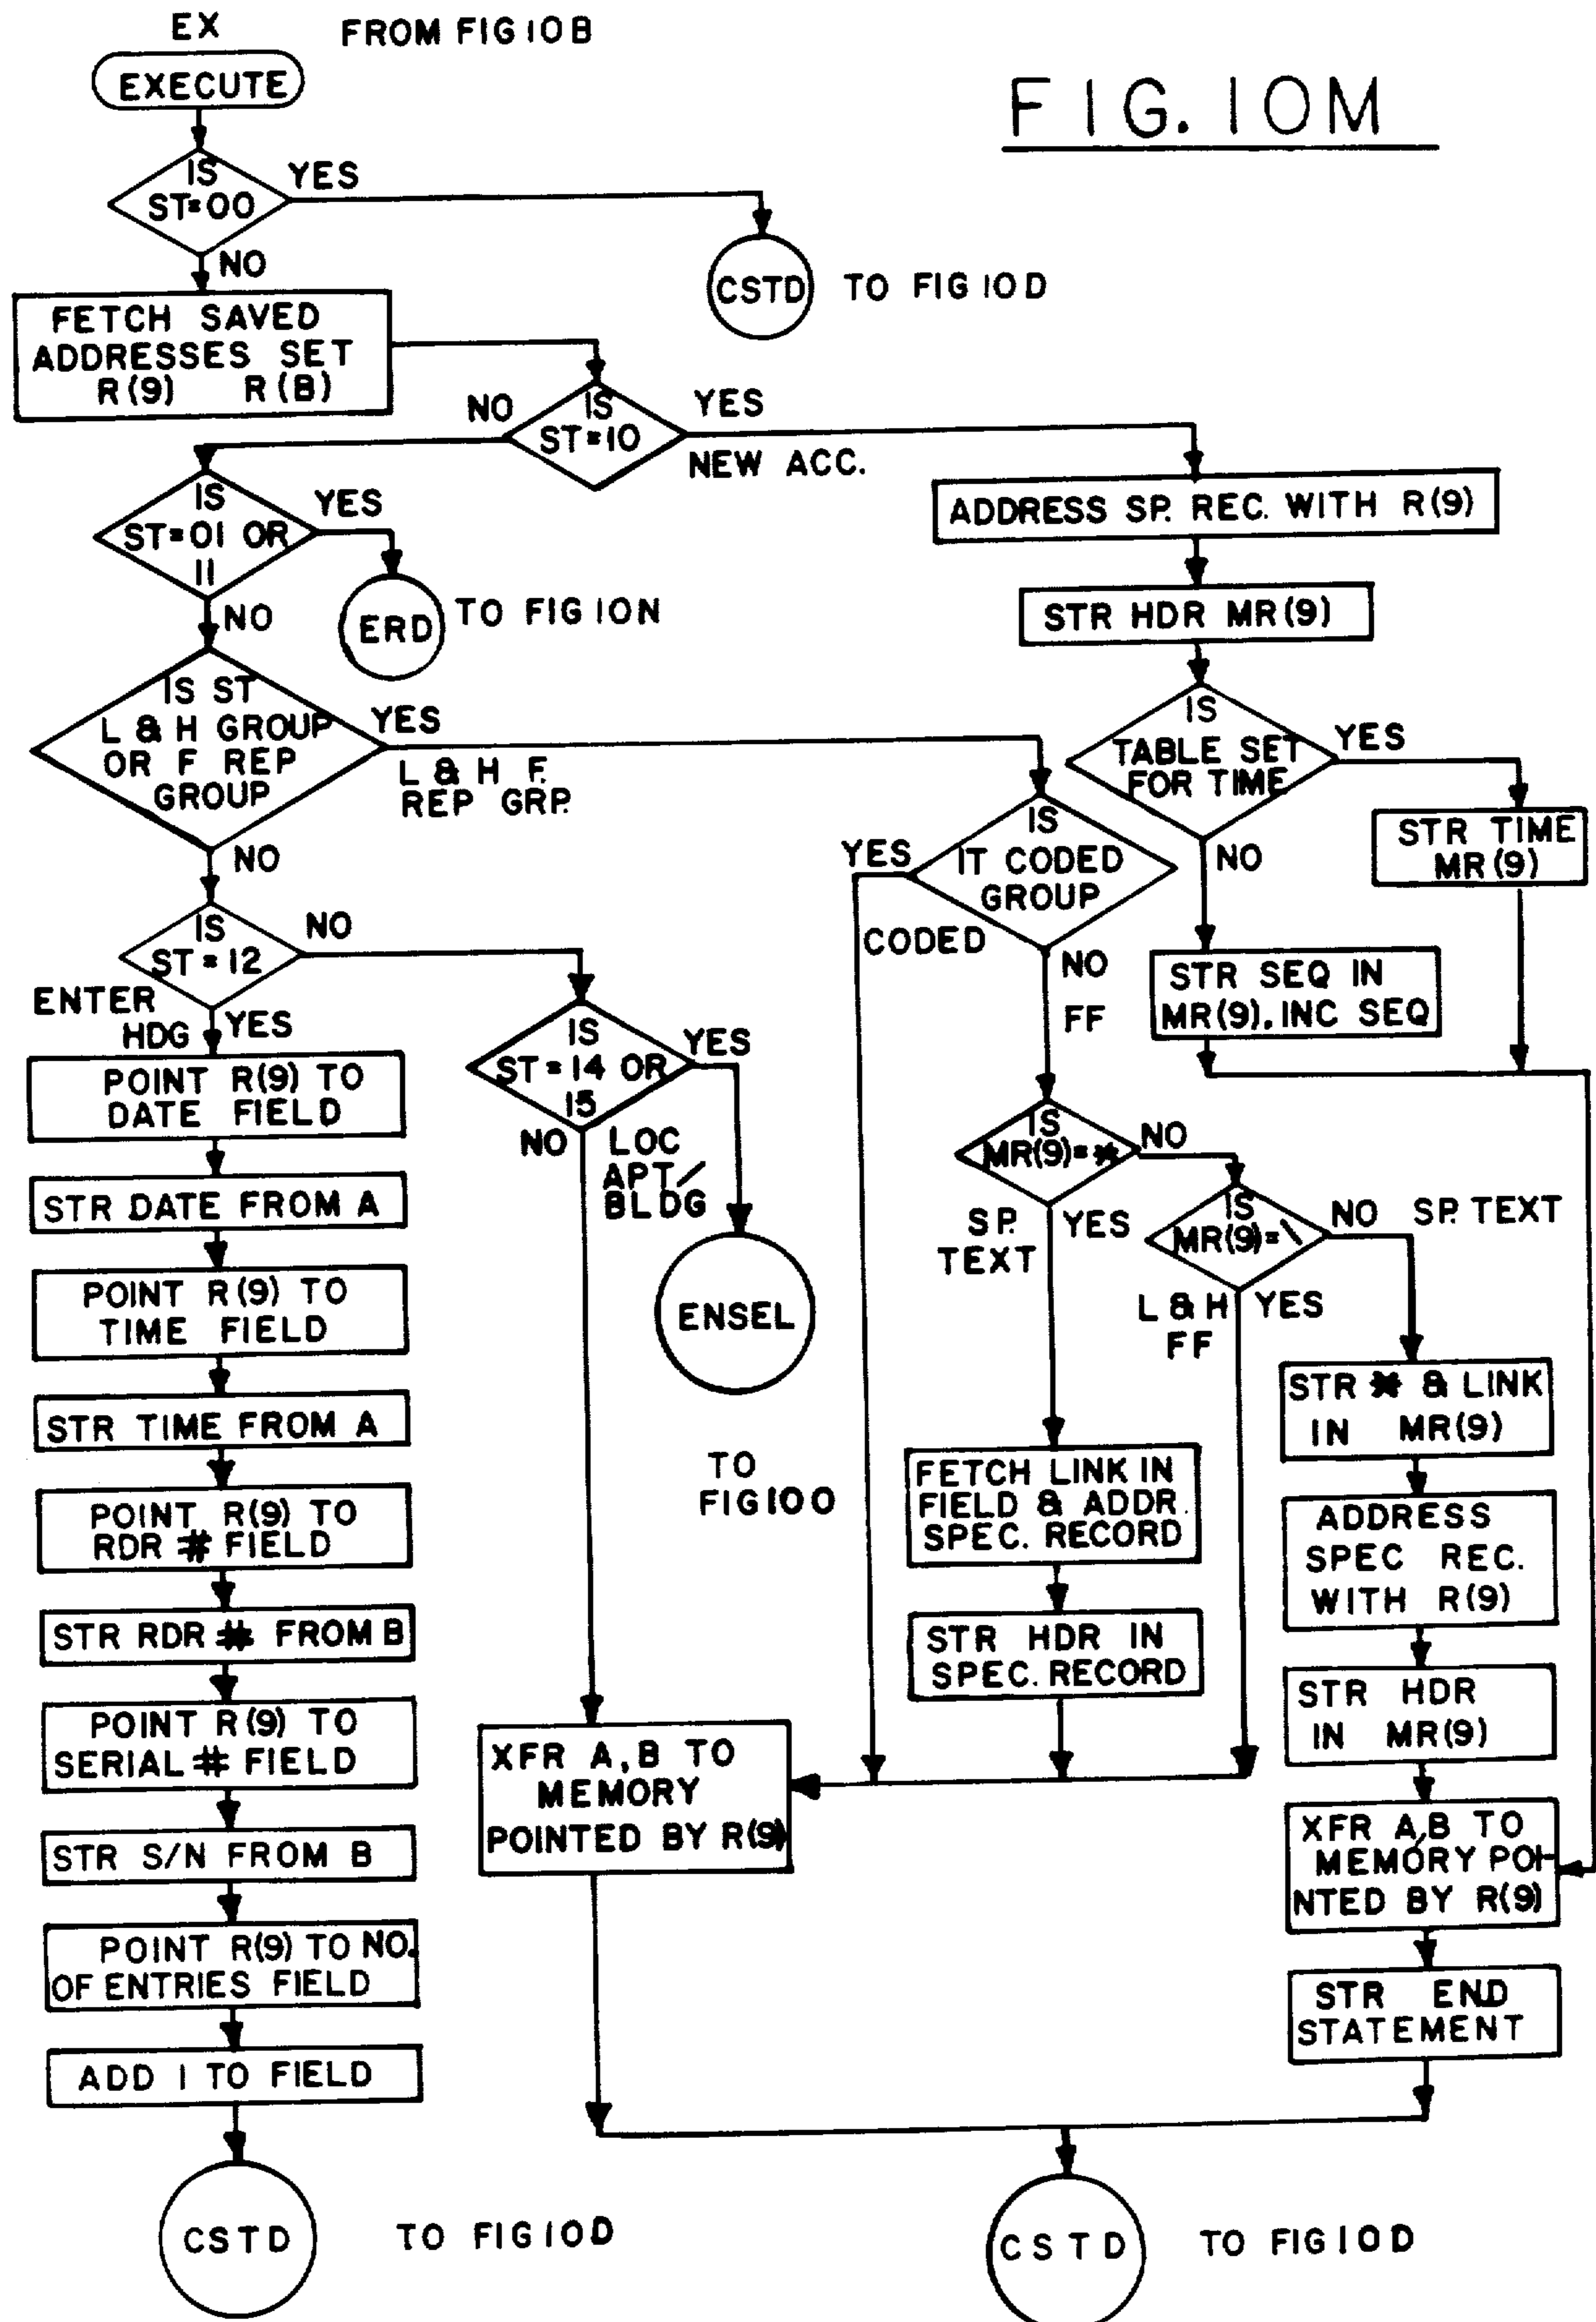 EX
FROM FIG 10B
FIG. 10M
EXECUTE
IS
ST=00
YES
NO
CSTD
TO FIG 10D
FETCH SAVED
ADDRESSES SET
R(9) R(B)
IS
ST=10
NO
YES
NEW ACC.
IS
ST=01 OR
11
YES
NO
ERD
TO FIG 10N
ADDRESS SP. REC. WITH R(9)
STR HDR MR(9)
IS ST
L & H GROUP
OR F REP
GROUP
YES
L & H F.
REP GRP.
NO
IS
TABLE SET
FOR TIME
YES
NO
STR TIME
MR(9)
IS
IT CODED
GROUP
YES
CODED
NO
FF
STR SEQ IN
MR(9), INC SEQ
IS
ST=12
NO
ENTER
HDG
YES
IS
ST=14 OR
15
YES
NO
LOC
APT/
BLDG
ENSEL
TO
FIG 10O
IS
MR(9)=*
NO
SP.
TEXT
YES
IS
MR(9)=\
NO
SP. TEXT
L & H
FF
YES
POINT R(9) TO
DATE FIELD
STR DATE FROM A
POINT R(9) TO
TIME FIELD
STR TIME FROM A
POINT R(9) TO
RDR # FIELD
STR RDR # FROM B
POINT R(9) TO
SERIAL # FIELD
STR S/N FROM B
POINT R(9) TO NO.
OF ENTRIES FIELD
ADD 1 TO FIELD
CSTD
TO FIG 10D
XFR A,B TO
MEMORY
POINTED BY R(9)
FETCH LINK IN
FIELD & ADDR.
SPEC. RECORD
STR HDR IN
SPEC. RECORD
STR * & LINK
IN MR(9)
ADDRESS
SPEC REC.
WITH R(9)
STR HDR
IN MR(9)
XFR A,B TO
MEMORY POI-
NTED BY R(9)
STR END
STATEMENT
CSTD
TO FIG 10D